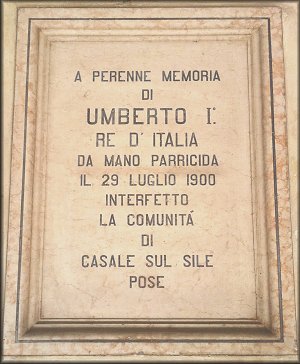 A PERENNE MEMORIA
DI
UMBERTO I.°
RE D'ITALIA
DA MANO PARRICIDA
IL 29 LUGLIO 1900
INTERFETTO
LA COMUNITÁ
DI
CASALE SUL SILE
POSE